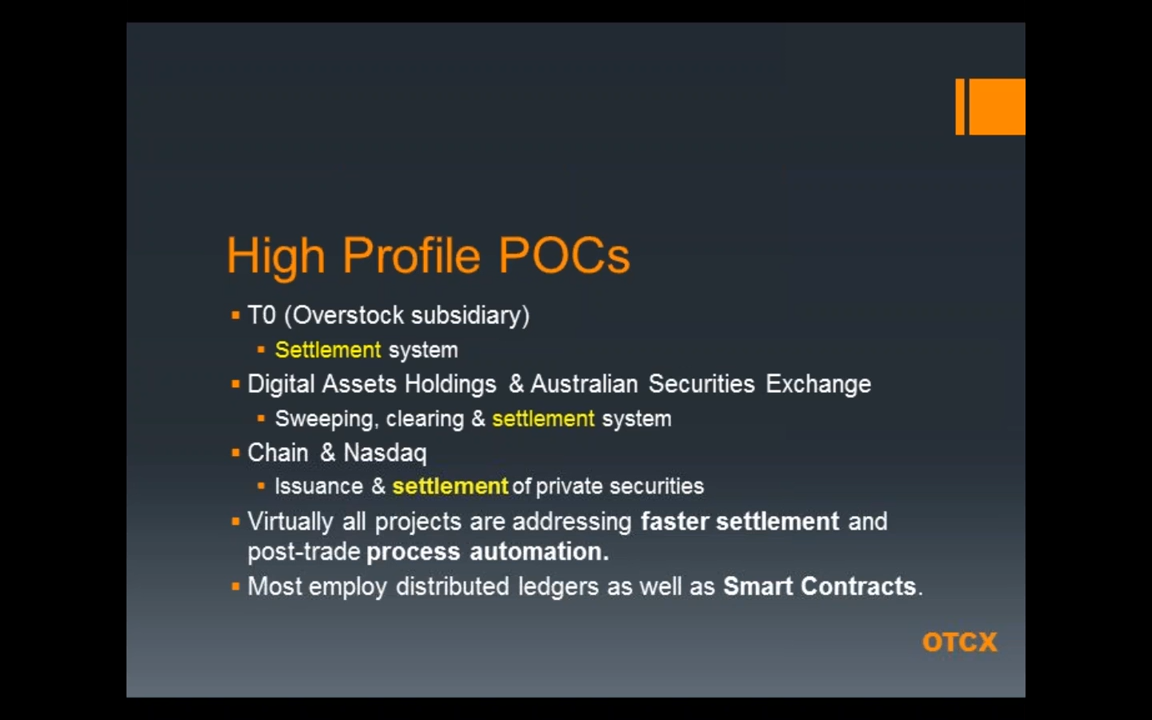 High Profile POCs
▪ T0 (Overstock subsidiary)
▪ Settlement system
▪ Digital Assets Holdings & Australian Securities Exchange
▪ Sweeping, clearing & settlement system
▪ Chain & Nasdaq
▪ Issuance & settlement of private securities
▪ Virtually all projects are addressing faster settlement and
post-trade process automation.
▪ Most employ distributed ledgers as well as Smart Contracts.
OTCX